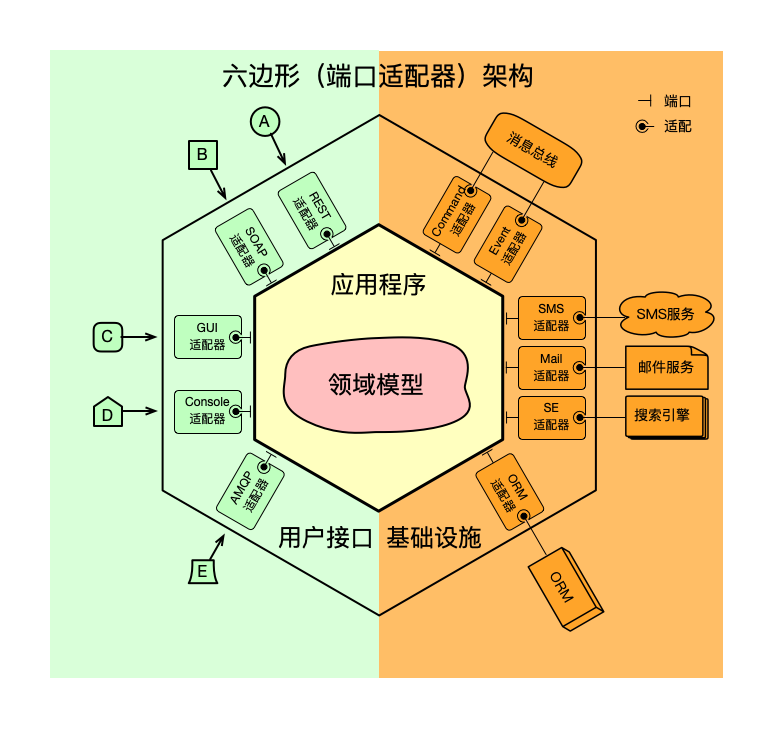 六边形（端口适配器）架构
端口
适配
A
B
消息总线
REST
适配器
SOAP
适配器
Command
适配器
Event
适配器
应用程序
GUI
适配器
C
SMS
适配器
SMS服务
Mail
适配器
邮件服务
领域模型
Console
适配器
D
SE
适配器
搜索引擎
AMQP
适配器
ORM
适配器
用户接口
基础设施
E
ORM